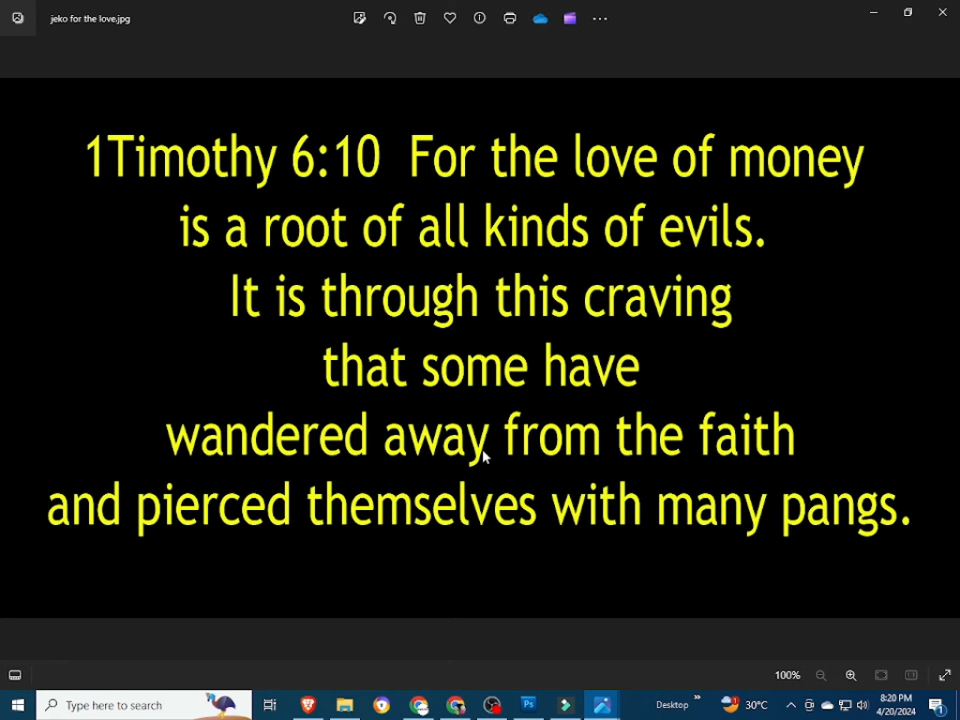 jeko for the love.jpg
1Timothy 6:10 For the love of money
is a root of all kinds of evils.
It is through this craving
that some have
wandered away from the faith
and pierced themselves with many pangs.
100%
Type here to search
Ps
Desktop
30°C
8:20 PM
4/20/2024
1